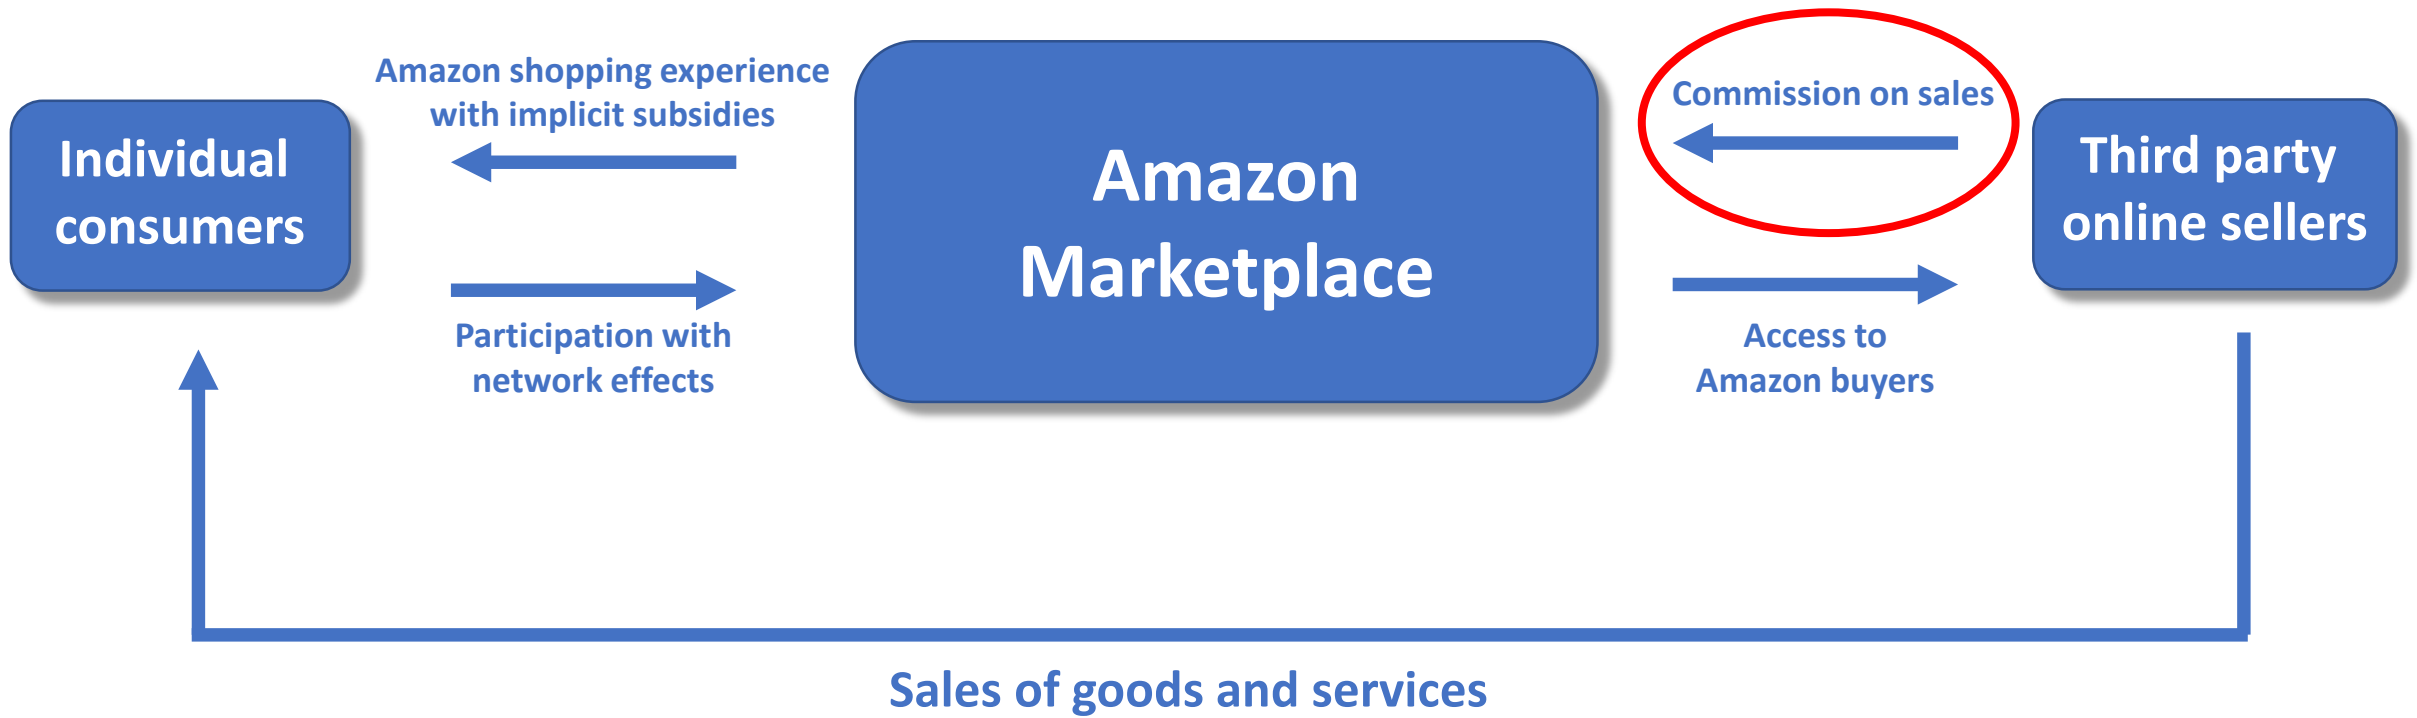 Amazon shopping experience
with implicit subsidies
Individual
consumers
Participation with
network effects
Amazon
Marketplace
Commission on sales
Access to
Amazon buyers
Third party
online sellers
Sales of goods and services